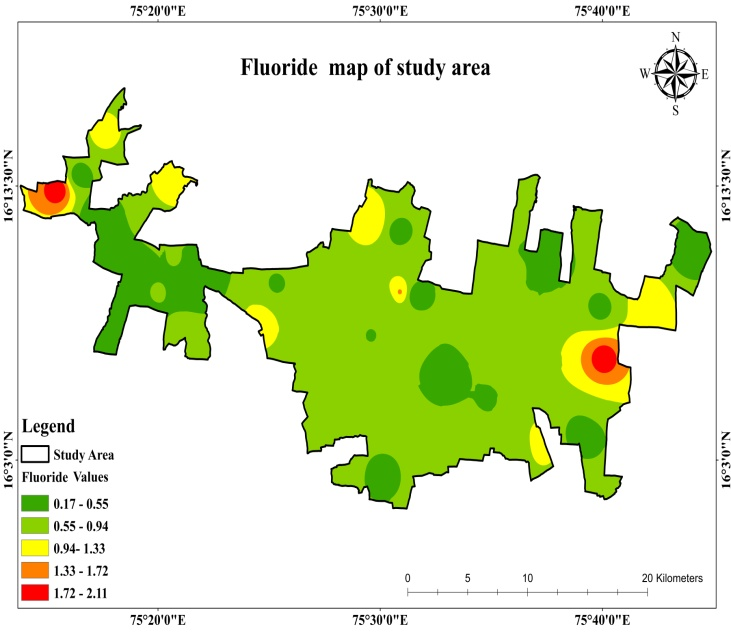 75°20'0"E 75°30'0"E 75°40'0"E
Fluoride map of study area
N
W E
S
16°13'30"N 16°13'30"N
16°3'0"N 16°3'0"N
Legend
Study Area
Fluoride Values
0.17 - 0.55
0.55 - 0.94
0.94- 1.33
1.33 - 1.72
1.72 - 2.11
0 5 10 20 Kilometers
75°20'0"E 75°30'0"E 75°40'0"E